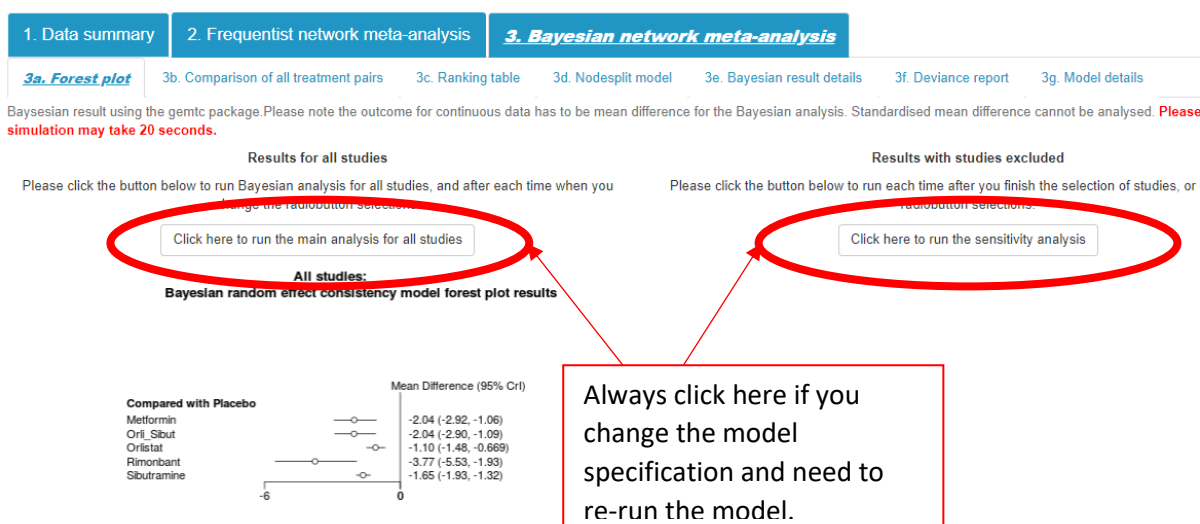 1. Data summary 2. Frequentist network meta-analysis 3. Bayesian network meta-analysis
3a. Forest plot 3b. Comparison of all treatment pairs 3c. Ranking table 3d. Nodesplit model 3e. Bayesian result details 3f. Deviance report 3g. Model details
Baysesian result using the gemtc package.Please note the outcome for continuous data has to be mean difference for the Bayesian analysis. Standardised mean difference cannot be analysed. Please
simulation may take 20 seconds.
Results for all studies
Please click the button below to run Bayesian analysis for all studies, and after each time when you
change the radiobutton selections.
Click here to run the main analysis for all studies
All studies:
Bayesian random effect consistency model forest plot results
Mean Difference (95% CrI)
Compared with Placebo
Metformin -2.04 (-2.92, -1.06)
Orli_Sibut -2.04 (-2.90, -1.09)
Orlistat -1.10 (-1.48, -0.669)
Rimonbant -3.77 (-5.53, -1.93)
Sibutramine -1.65 (-1.93, -1.32)
-6 0
Results with studies excluded
Please click the button below to run each time after you finish the selection of studies, or
radiobutton selections.
Click here to run the sensitivity analysis
Always click here if you
change the model
specification and need to
re-run the model.